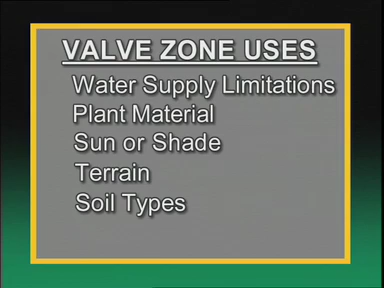 VALVE ZONE USES
Water Supply Limitations
Plant Material
Sun or Shade
Terrain
Soil Types